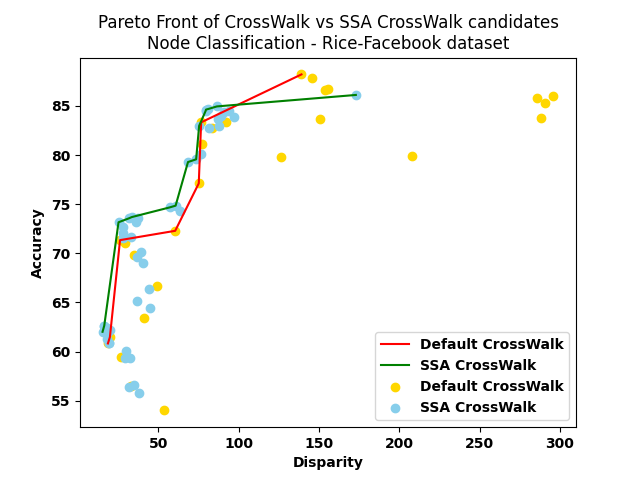 Pareto Front of CrossWalk vs SSA CrossWalk candidates
Node Classification - Rice-Facebook dataset
Accuracy
85
80
75
70
65
60
55
50
100
150
200
250
300
Disparity
Default CrossWalk
SSA CrossWalk
Default CrossWalk
SSA CrossWalk